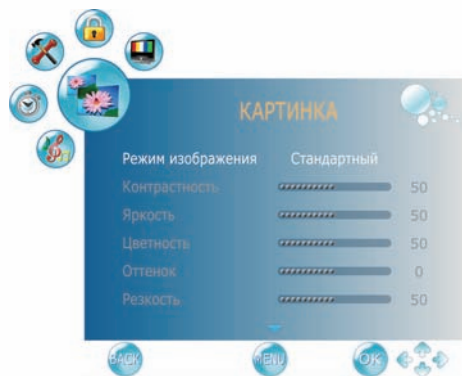 КАРТИНКА
Режим изображения Стандартный
Контрастность 50
Яркость 50
Цветность 50
Оттенок 0
Резкость 50
BACK MENU OK